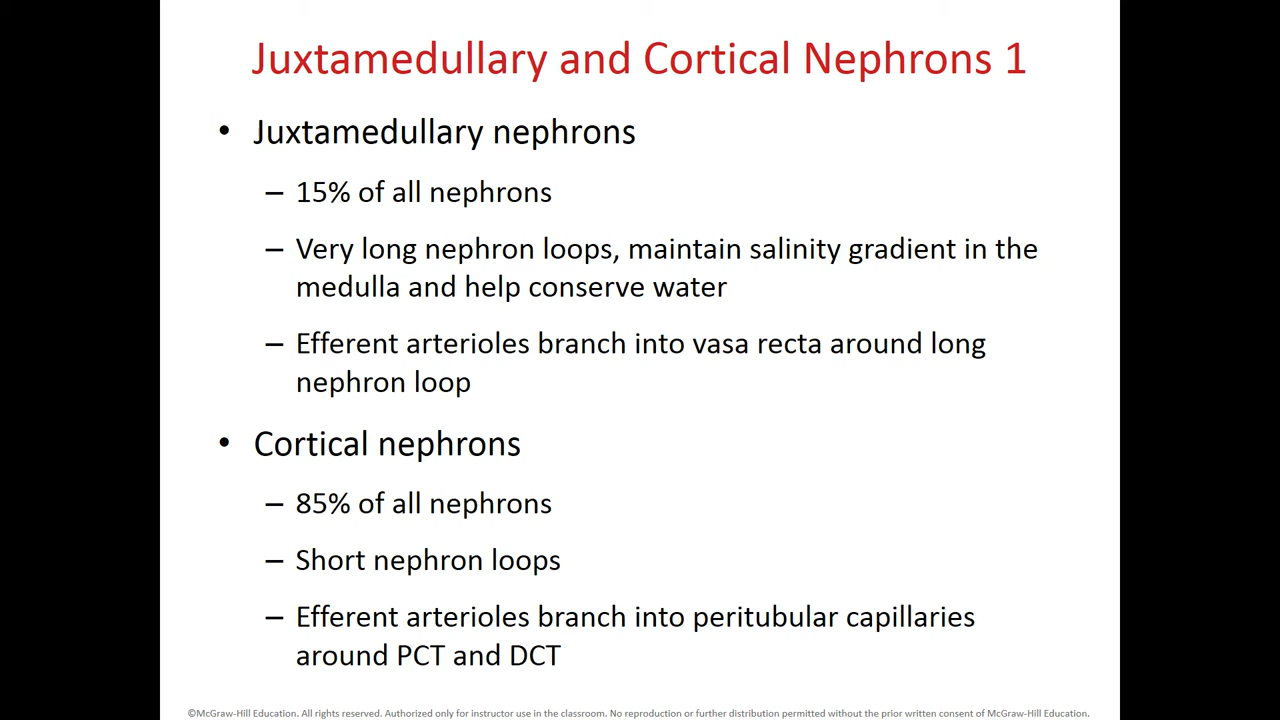 Juxtamedullary and Cortical Nephrons 1
• Juxtamedullary nephrons
– 15% of all nephrons
– Very long nephron loops, maintain salinity gradient in the
medulla and help conserve water
– Efferent arterioles branch into vasa recta around long
nephron loop
• Cortical nephrons
– 85% of all nephrons
– Short nephron loops
– Efferent arterioles branch into peritubular capillaries
around PCT and DCT
©McGraw-Hill Education. All rights reserved. Authorized only for instructor use in the classroom. No reproduction or further distribution permitted without the prior written consent of McGraw-Hill Education.